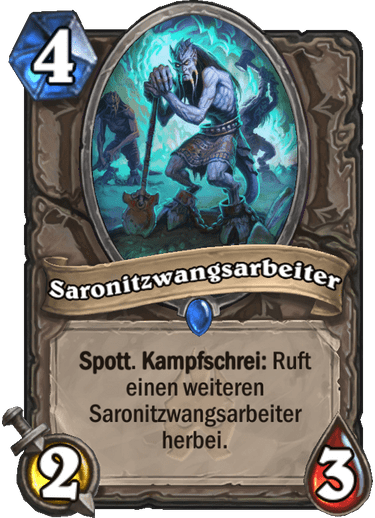 4
Saronitzwangsarbeiter
Spott. Kampfschrei: Ruft
einen weiteren
Saronitzwangsarbeiter
herbei.
2
3